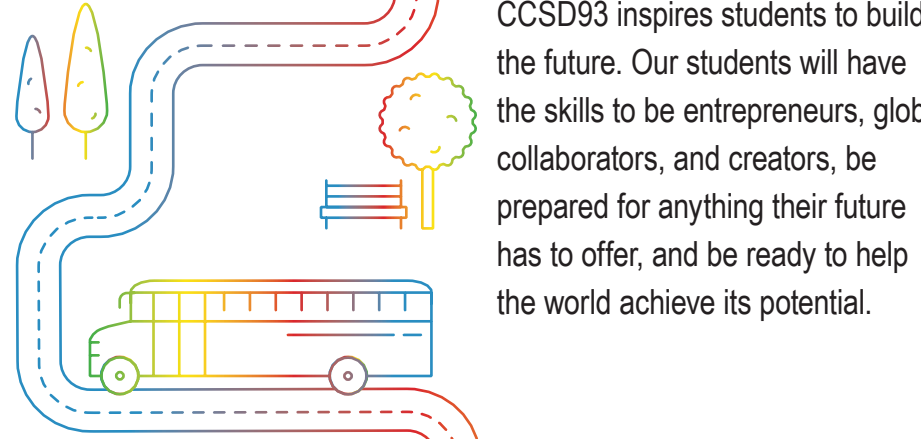 CCSD93 inspires students to build
the future. Our students will have
the skills to be entrepreneurs, glob
collaborators, and creators, be
prepared for anything their future
has to offer, and be ready to help
the world achieve its potential.